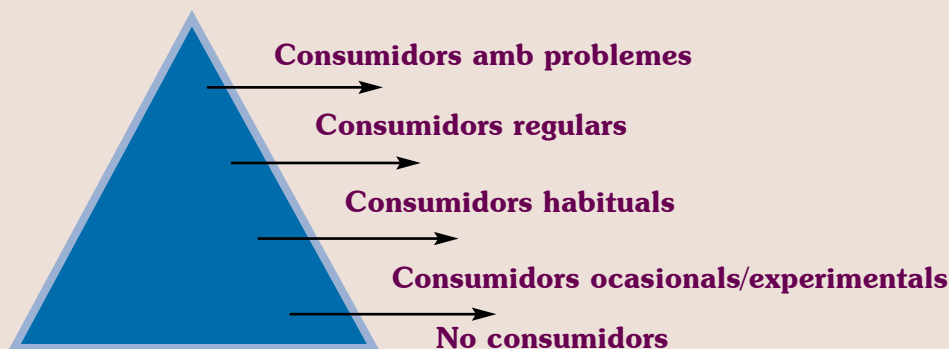 Consumidors amb problemes
Consumidors regulars
Consumidors habituals
Consumidors ocasionals/experimentals
No consumidors